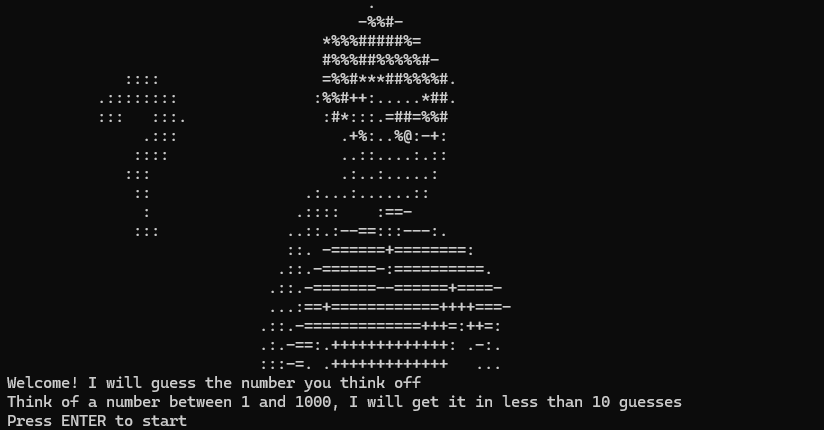 Welcome! I will guess the number you think off
Think of a number between 1 and 1000, I will get it in less than 10 guesses
Press ENTER to start